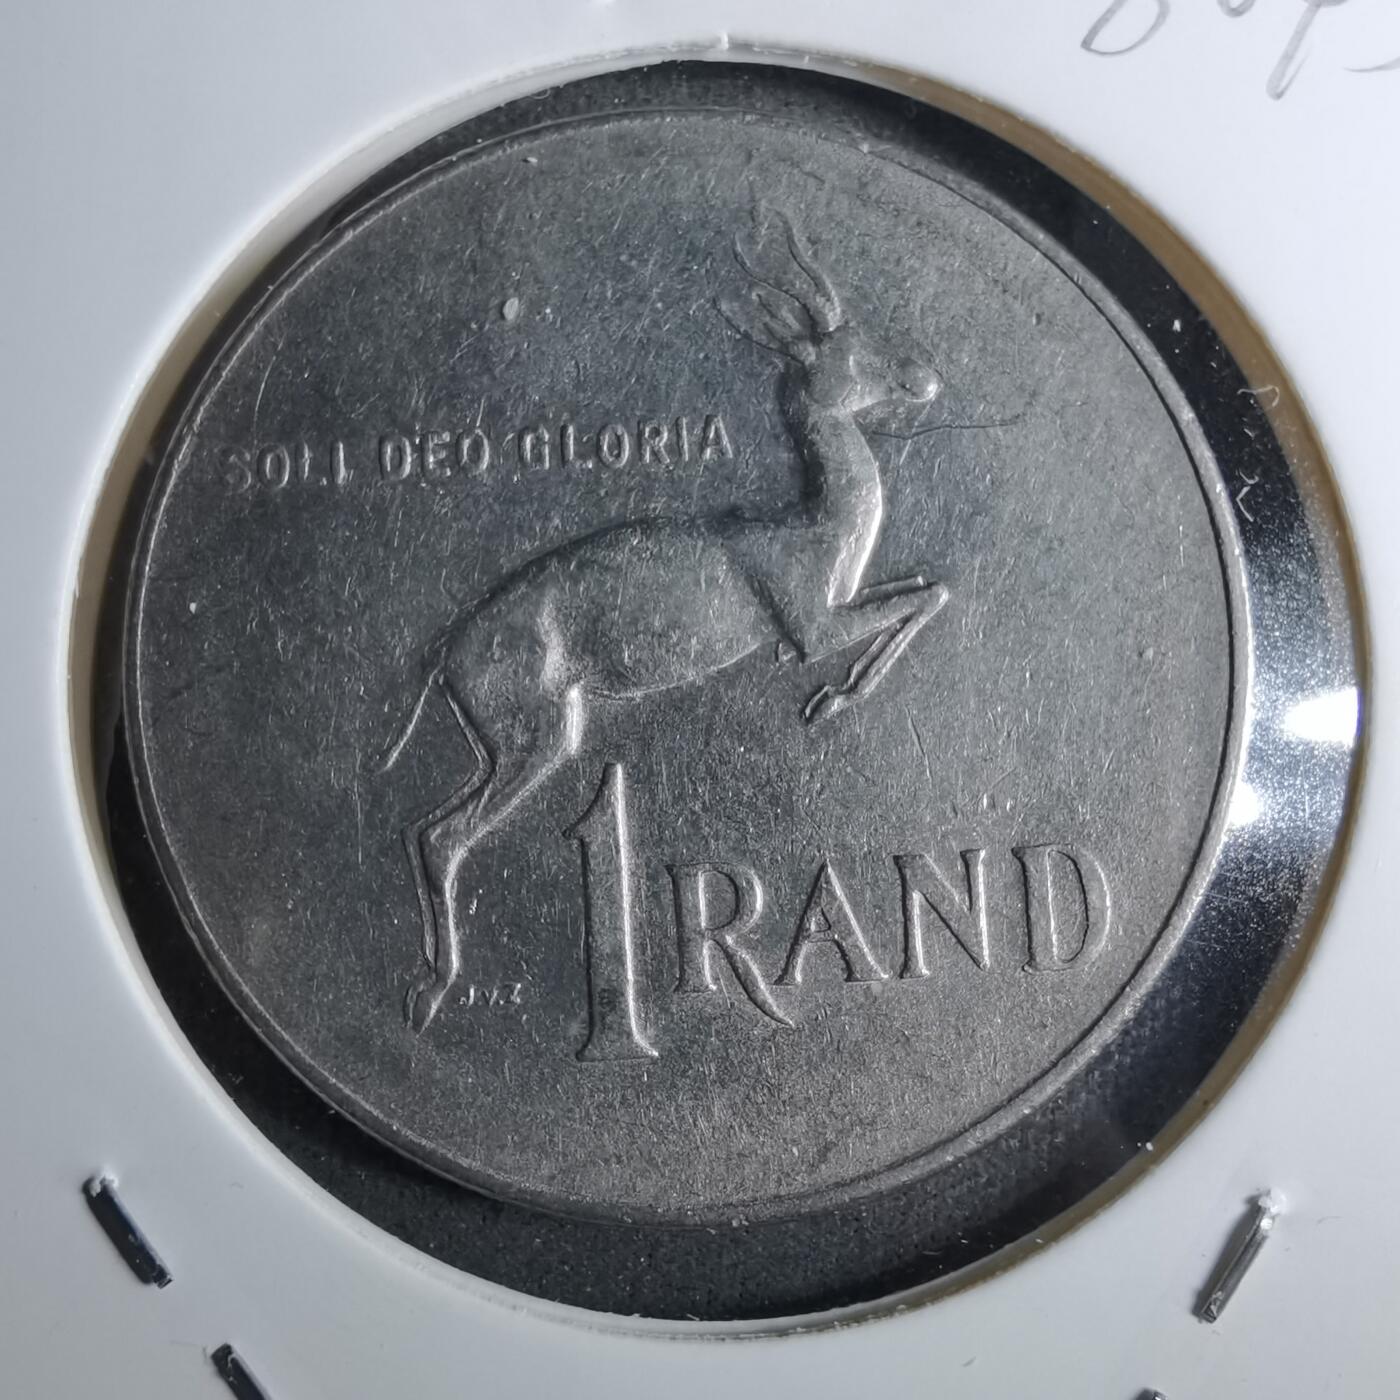 SOLI DEO GLORIA
1 RAND
J.V.Z